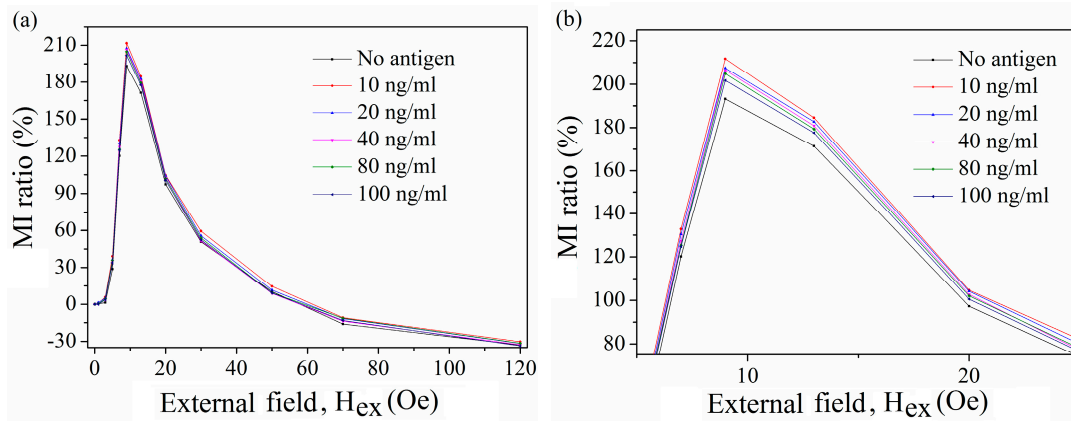 (a)
210
180
150
120
90
60
30
0
-30
MI ratio (%)
No antigen
10 ng/ml
20 ng/ml
40 ng/ml
80 ng/ml
100 ng/ml
0 20 40 60 80 100 120
External field, Hex (Oe)
(b)
220
200
180
160
140
120
100
80
MI ratio (%)
No antigen
10 ng/ml
20 ng/ml
40 ng/ml
80 ng/ml
100 ng/ml
10 20
External field, Hex (Oe)